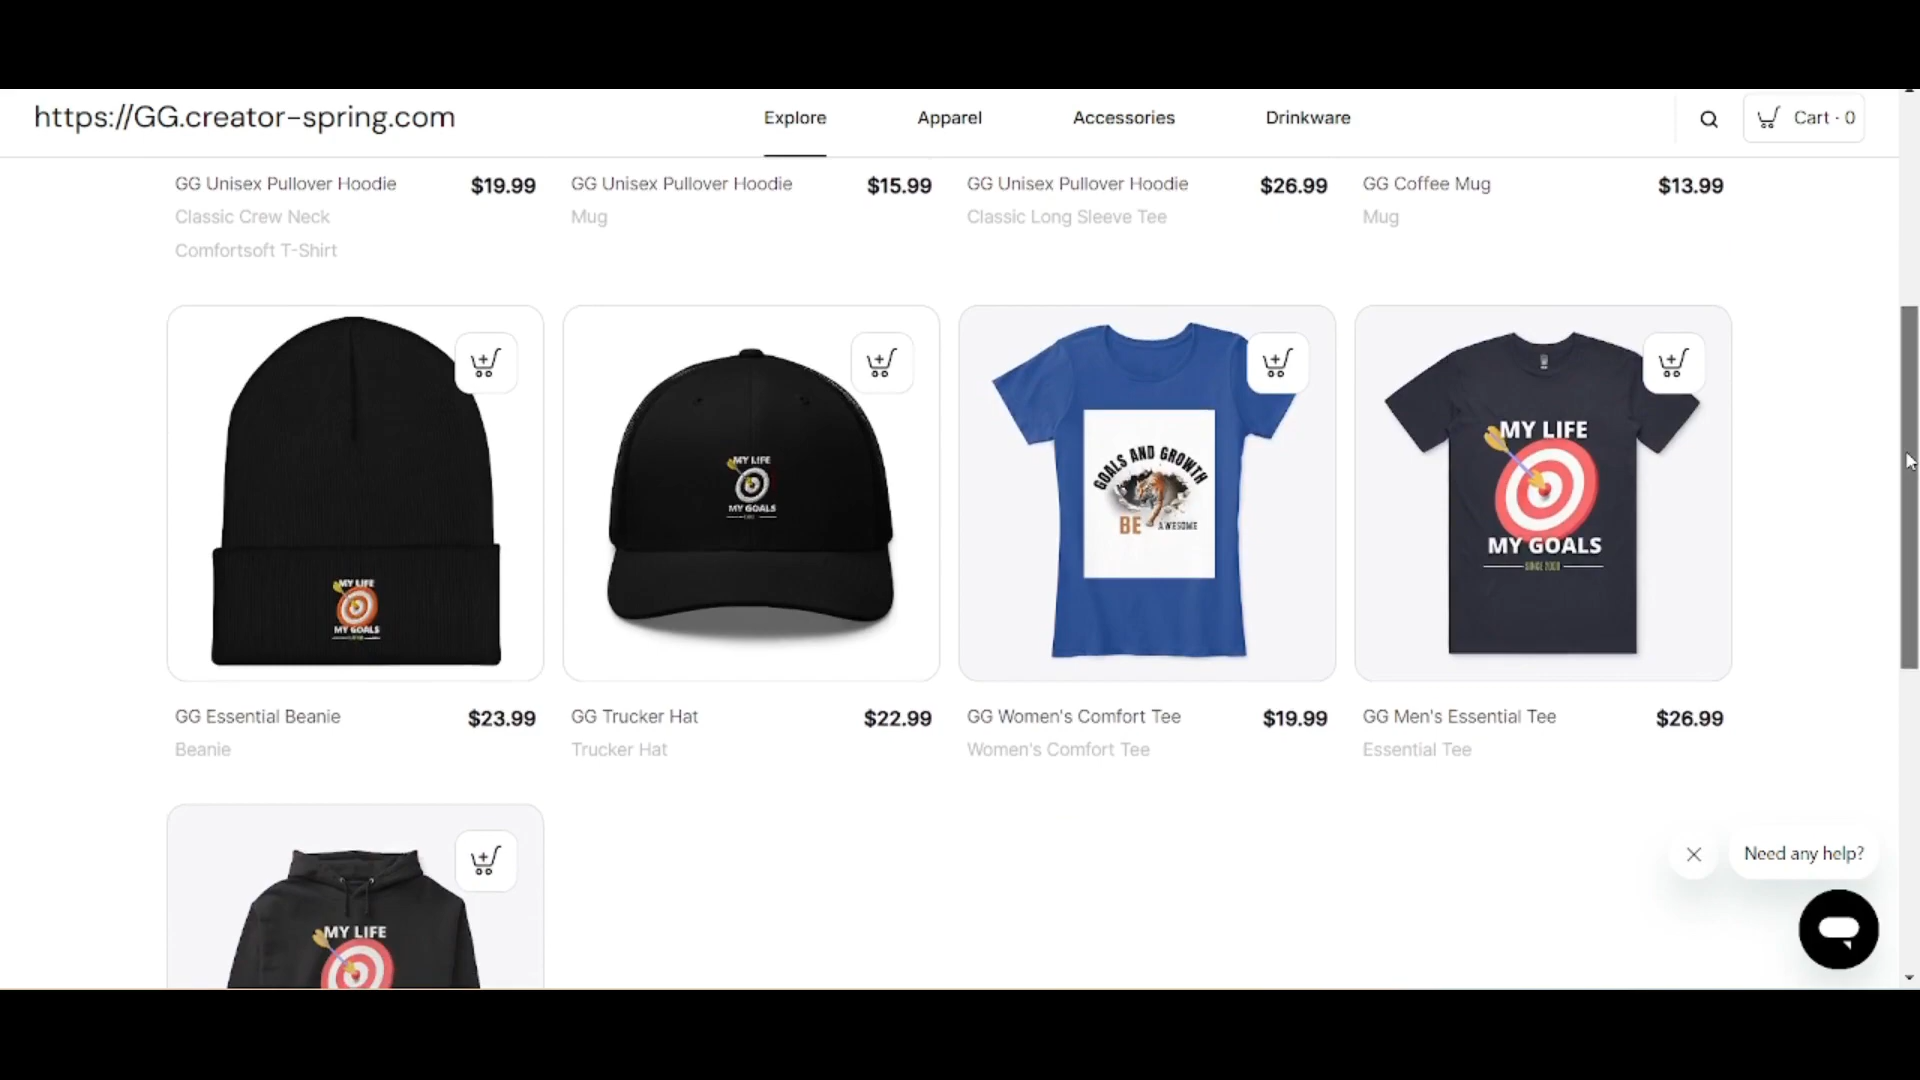 https://GG.creator-spring.com
Explore
Apparel
Accessories
Drinkware
Cart · 0
GG Unisex Pullover Hoodie $19.99
Classic Crew Neck
Comfortsoft T-Shirt
GG Unisex Pullover Hoodie $15.99
Mug
GG Unisex Pullover Hoodie $26.99
Classic Long Sleeve Tee
GG Coffee Mug $13.99
Mug
MY LIFE
MY GOALS
MY LIFE
MY GOALS
GOALS AND GROWTH
BE AWESOME
MY LIFE
MY GOALS
GG Essential Beanie $23.99
Beanie
GG Trucker Hat $22.99
Trucker Hat
GG Women's Comfort Tee $19.99
Women's Comfort Tee
GG Men's Essential Tee $26.99
Essential Tee
MY LIFE
Need any help?